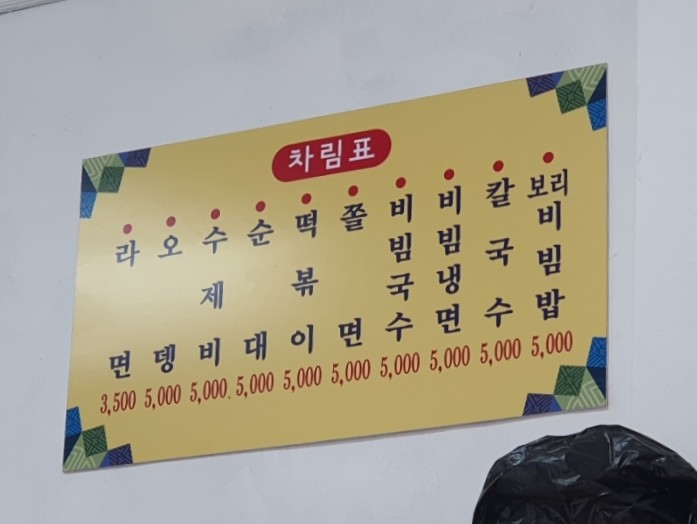 차림표
라면 3,500
오뎅 5,000
수제비 5,000
순대 5,000
떡볶이 5,000
쫄면 5,000
비빔국수 5,000
비빔냉면 5,000
칼국수 5,000
보리비빔밥 5,000